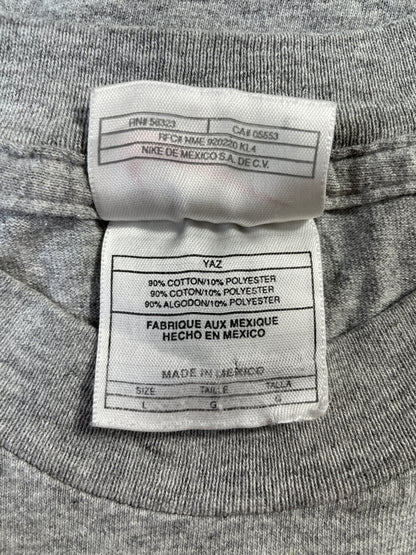 RN# 56323 CA# 05553
RFC# NME 920220 KL4
NIKE DE MEXICO S.A. DE C.V.
YAZ
90% COTTON/10% POLYESTER
90% COTON/10% POLYESTER
90% ALGODON/10% POLYESTER
FABRIQUE AUX MEXIQUE
HECHO EN MEXICO
MADE IN MEXICO
SIZE TAILLE TALLA
L G G